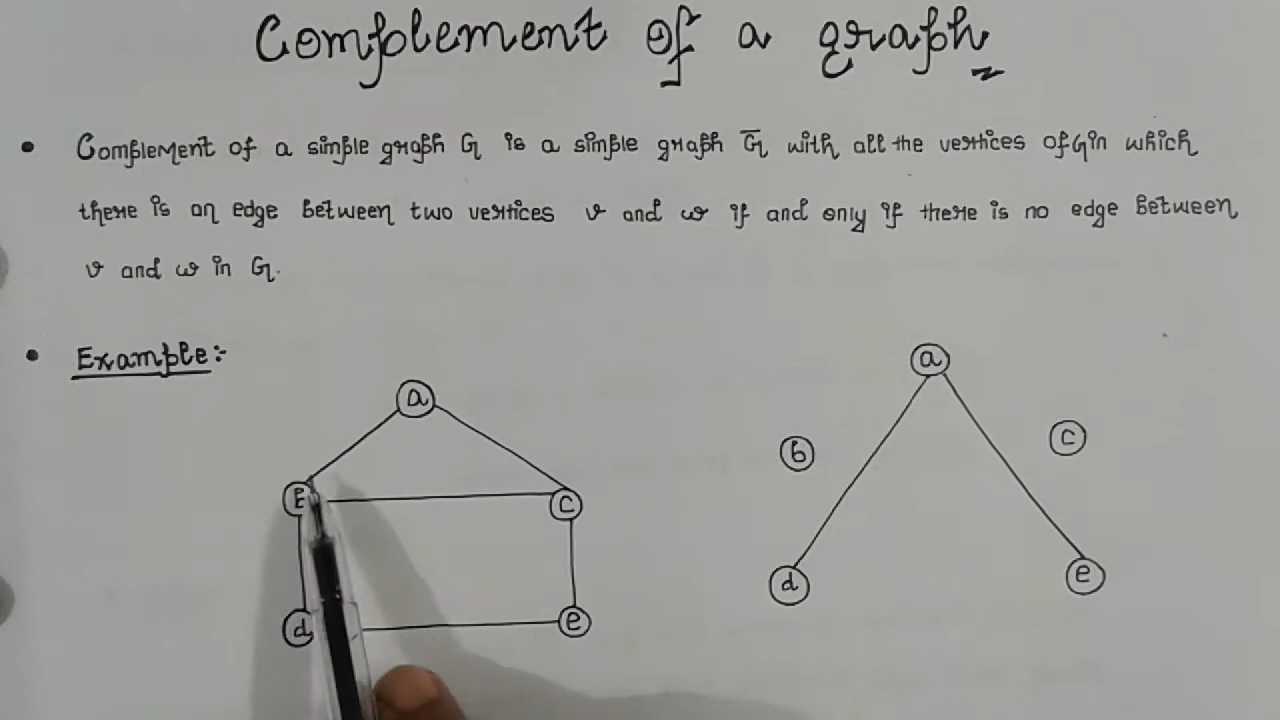 Complement of a graph
• Complement of a simple graph G is a simple graph G̅ with all the vertices of G in which
there is an edge between two vertices v and w if and only if there is no edge between
v and w in G.
• Example:-
a
a
b
c
B
c
d
e
d
e